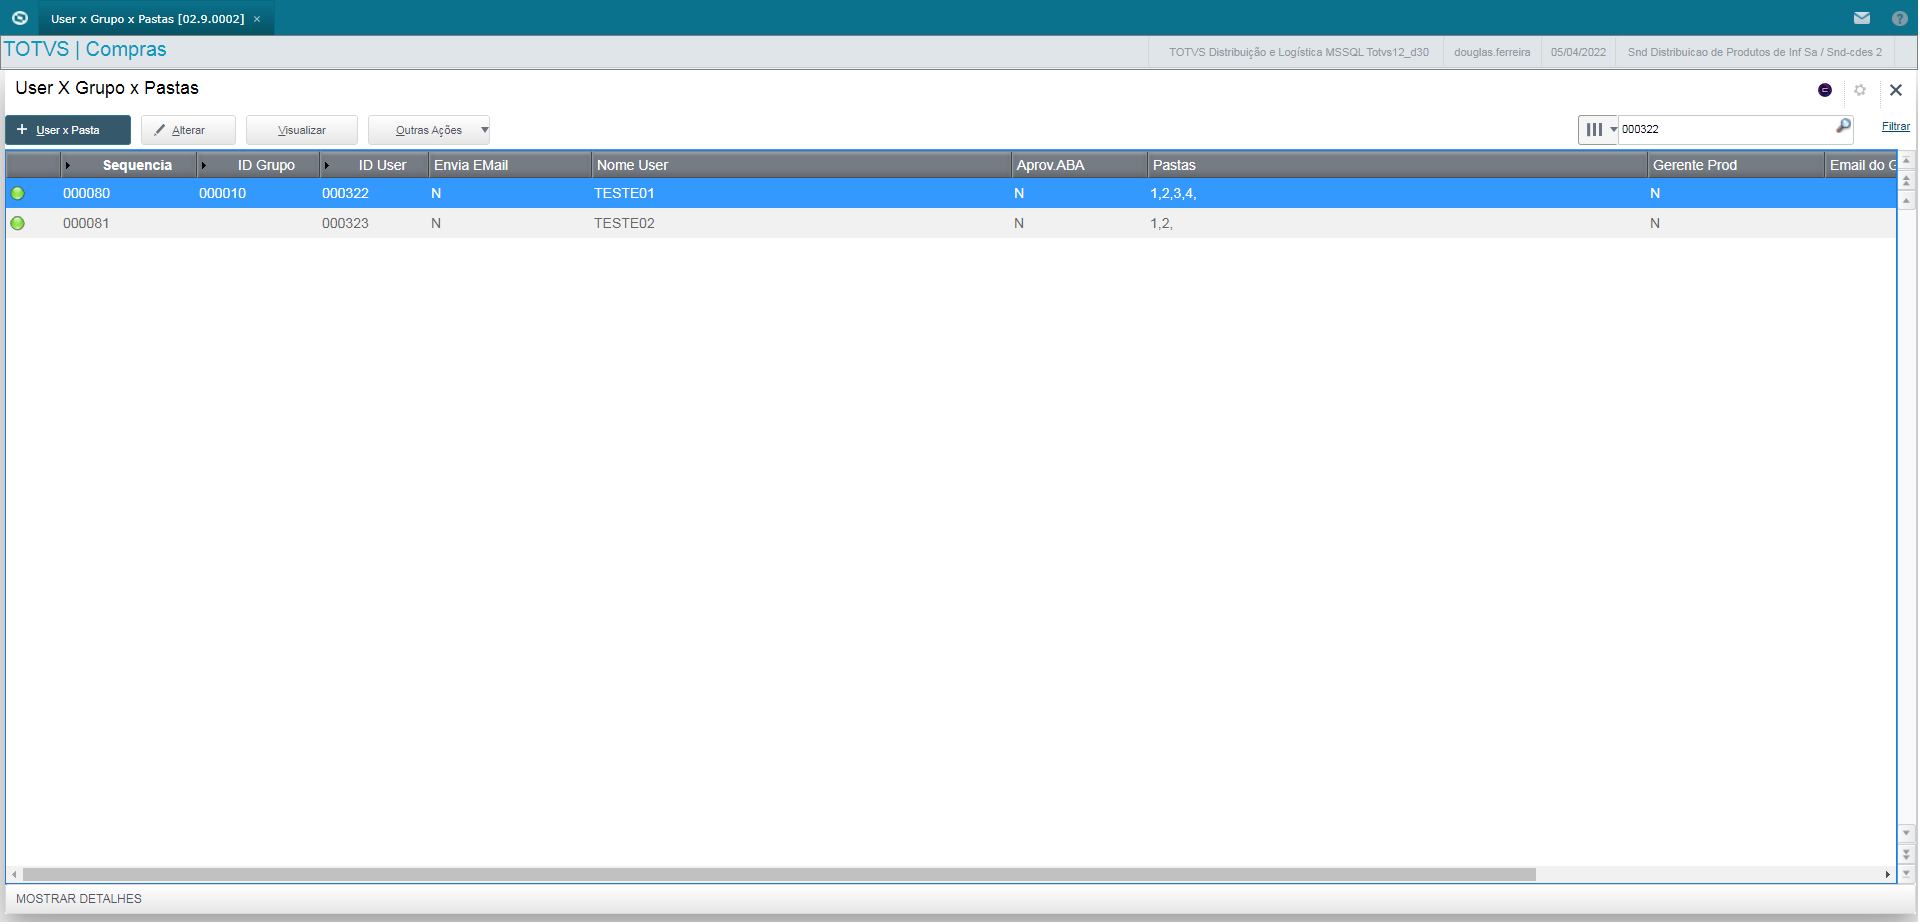 User x Grupo x Pastas [02.9.0002] ×
TOTVS | Compras
TOTVS Distribuição e Logística MSSQL Totvs12_d30 douglas.ferreira 05/04/2022 Snd Distribuicao de Produtos de Inf Sa / Snd-cdes 2
User X Grupo x Pastas
+ User x Pasta Alterar Visualizar Outras Ações 000322 Filtrar
Sequencia ID Grupo ID User Envia EMail Nome User Aprov.ABA Pastas Gerente Prod Email do G
000080 000010 000322 N TESTE01 N 1,2,3,4, N
000081 000323 N TESTE02 N 1,2, N
MOSTRAR DETALHES